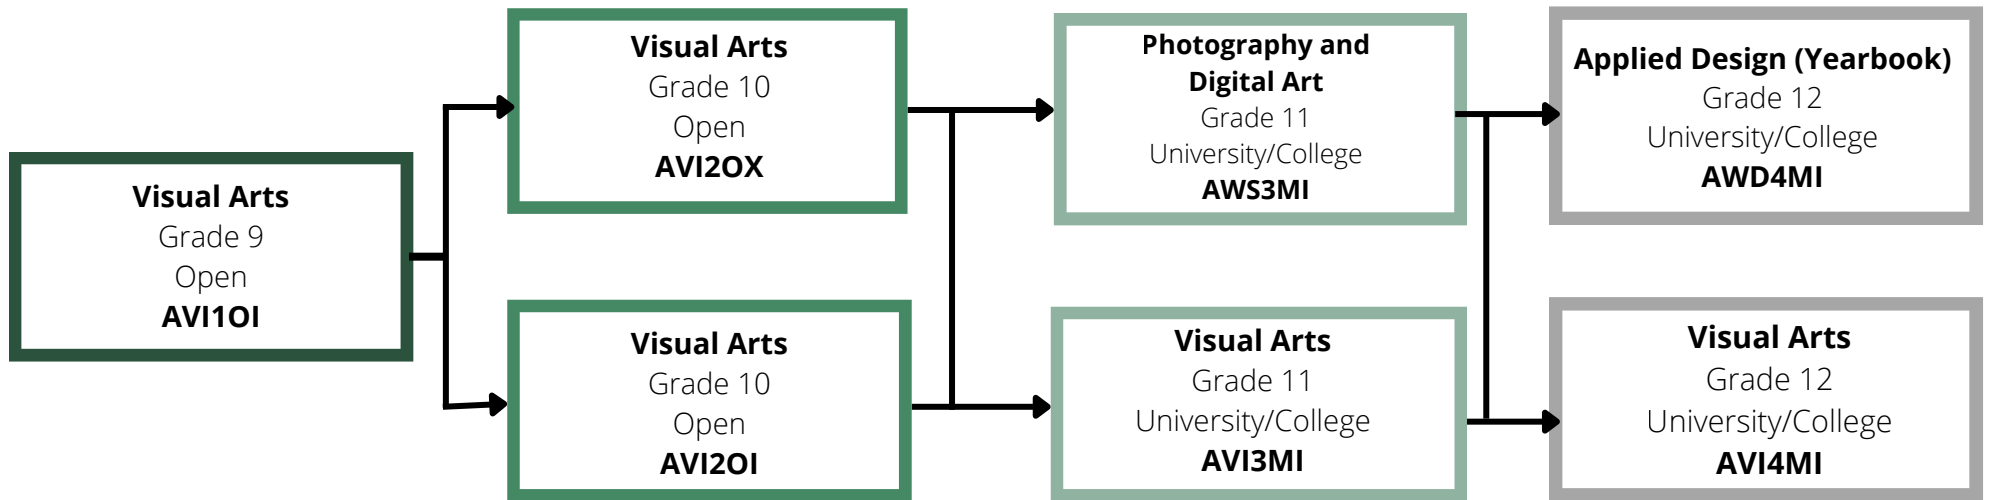 Visual Arts
Grade 9
Open
AVI1OI
Visual Arts
Grade 10
Open
AVI2OX
Visual Arts
Grade 10
Open
AVI2OI
Photography and
Digital Art
Grade 11
University/College
AWS3MI
Visual Arts
Grade 11
University/College
AVI3MI
Applied Design (Yearbook)
Grade 12
University/College
AWD4MI
Visual Arts
Grade 12
University/College
AVI4MI